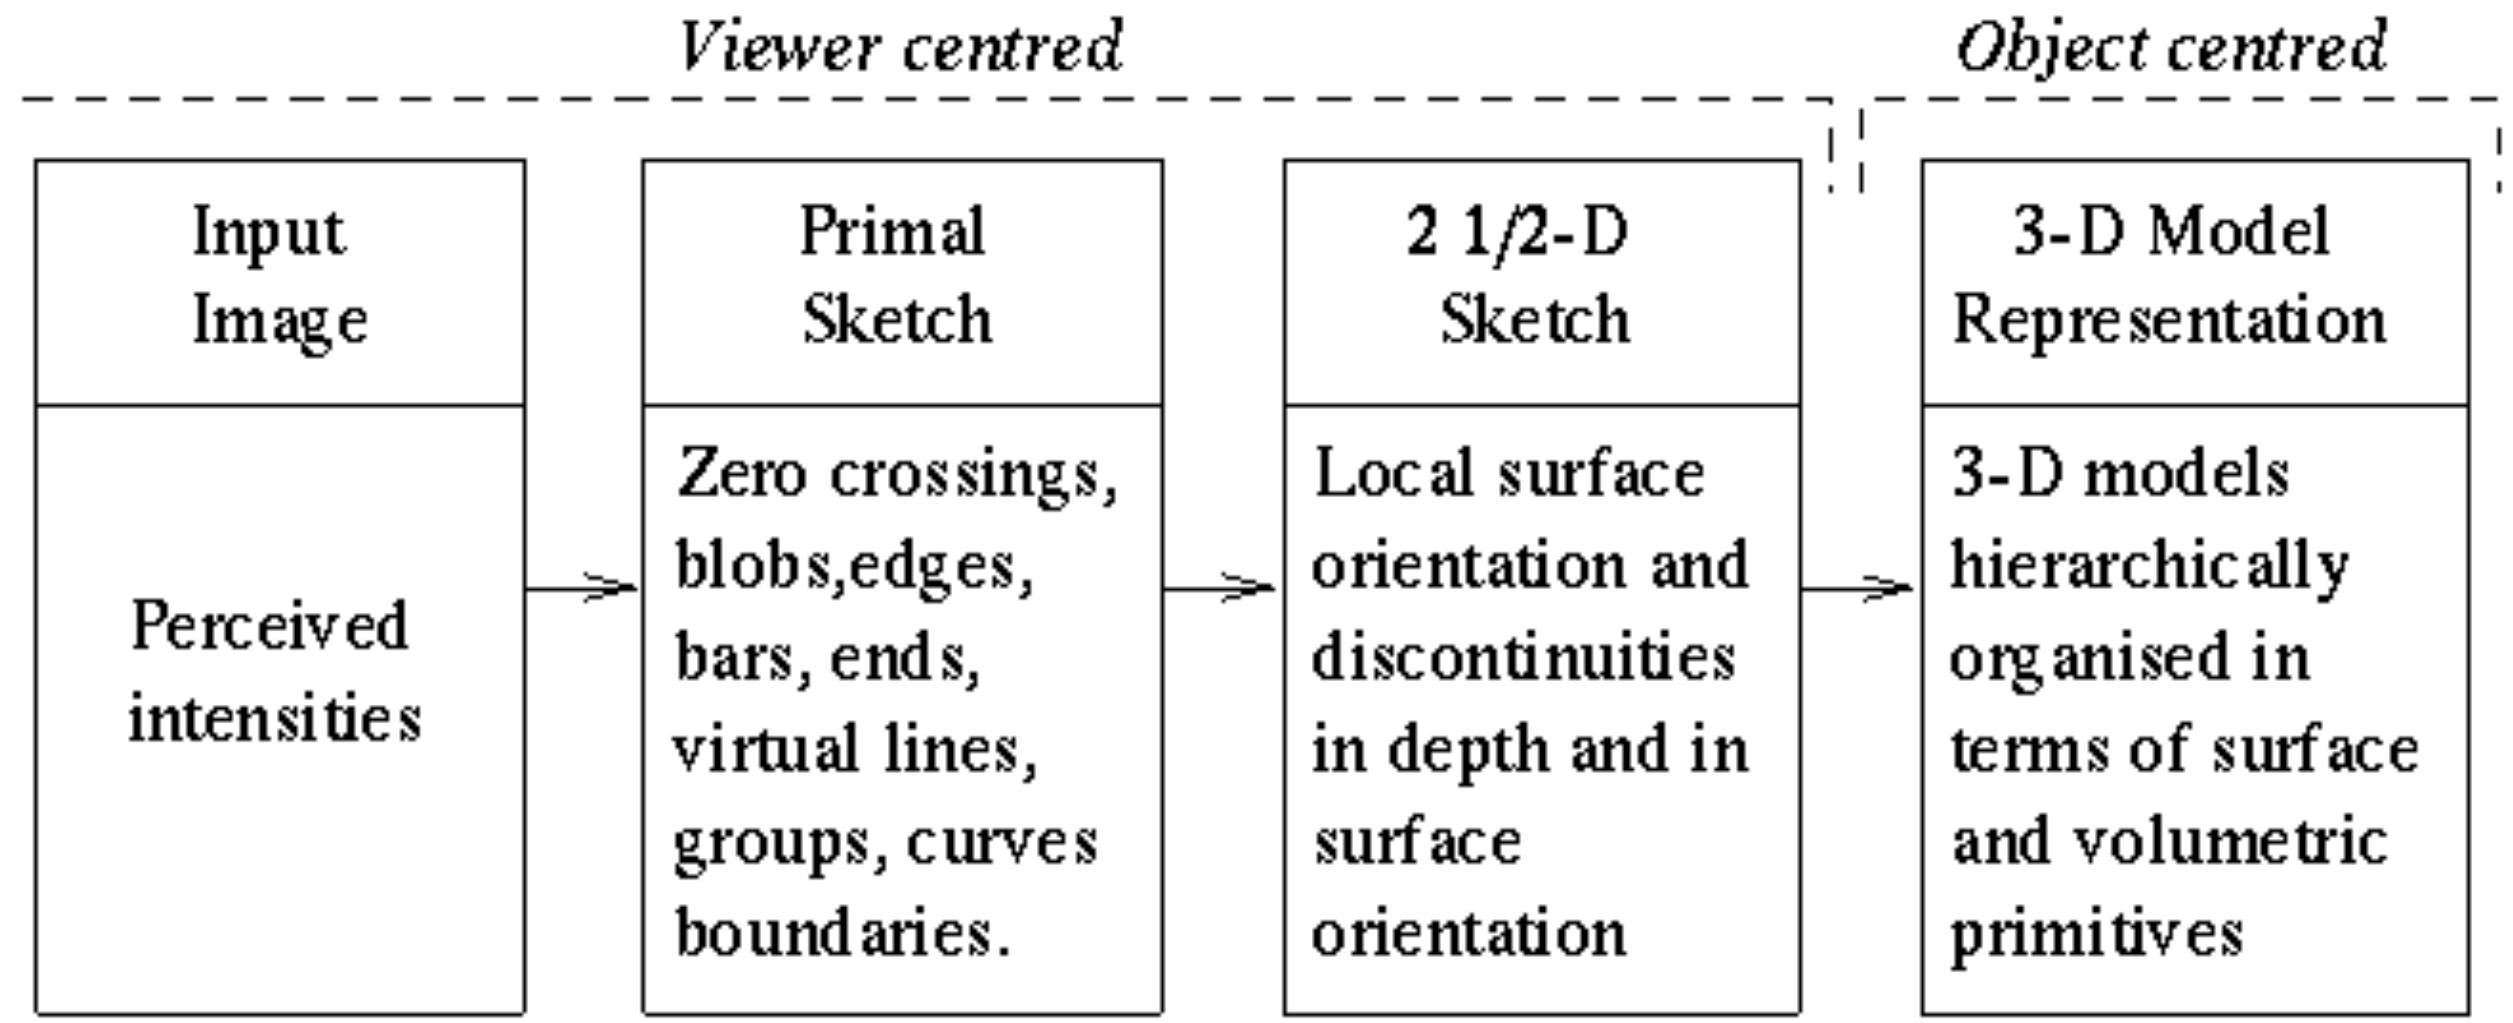 Viewer centred
Object centred
Input
Image
Perceived
intensities
Primal
Sketch
Zero crossings,
blobs,edges,
bars, ends,
virtual lines,
groups, curves
boundaries.
2 1/2-D
Sketch
Local surface
orientation and
discontinuities
in depth and in
surface
orientation
3-D Model
Representation
3-D models
hierarchically
organised in
terms of surface
and volumetric
primitives